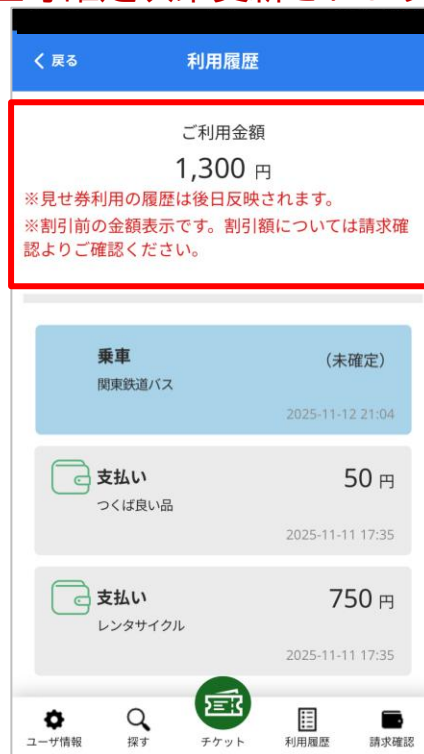 戻る
利用履歴
ご利用金額
1,300 円
※見せ券利用の履歴は後日反映されます。
※割引前の金額表示です。割引額については請求確
認よりご確認ください。
乗車
(未確定)
関東鉄道バス
2025-11-12 21:04
支払い
50 円
つくば良い品
2025-11-11 17:35
支払い
750 円
レンタサイクル
2025-11-11 17:35
ユーザ情報
探す
チケット
利用履歴
請求確認